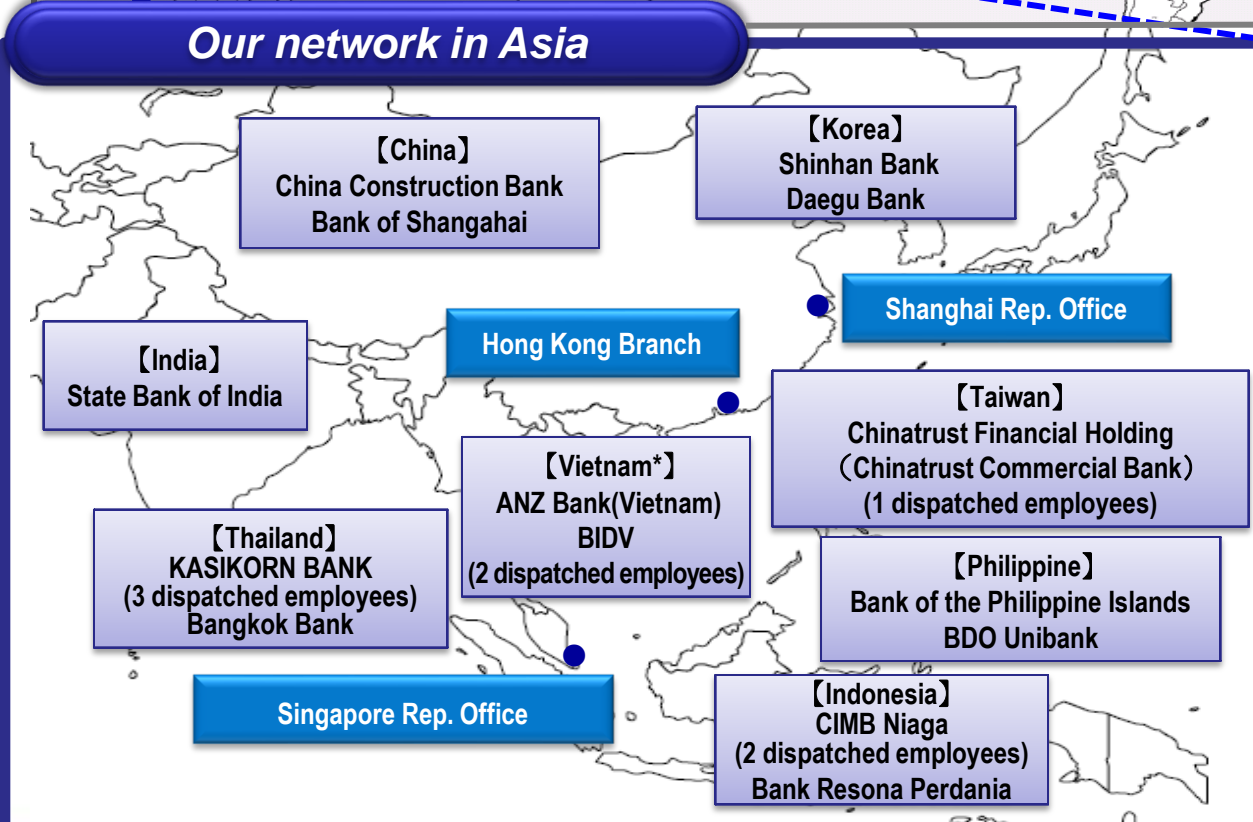 Our network in Asia
【China】
China Construction Bank
Bank of Shangahai
【Korea】
Shinhan Bank
Daegu Bank
Shanghai Rep. Office
Hong Kong Branch
【India】
State Bank of India
【Taiwan】
Chinatrust Financial Holding
（Chinatrust Commercial Bank）
(1 dispatched employees)
【Vietnam*】
ANZ Bank(Vietnam)
BIDV
(2 dispatched employees)
【Thailand】
KASIKORN BANK
(3 dispatched employees)
Bangkok Bank
【Philippine】
Bank of the Philippine Islands
BDO Unibank
Singapore Rep. Office
【Indonesia】
CIMB Niaga
(2 dispatched employees)
Bank Resona Perdania